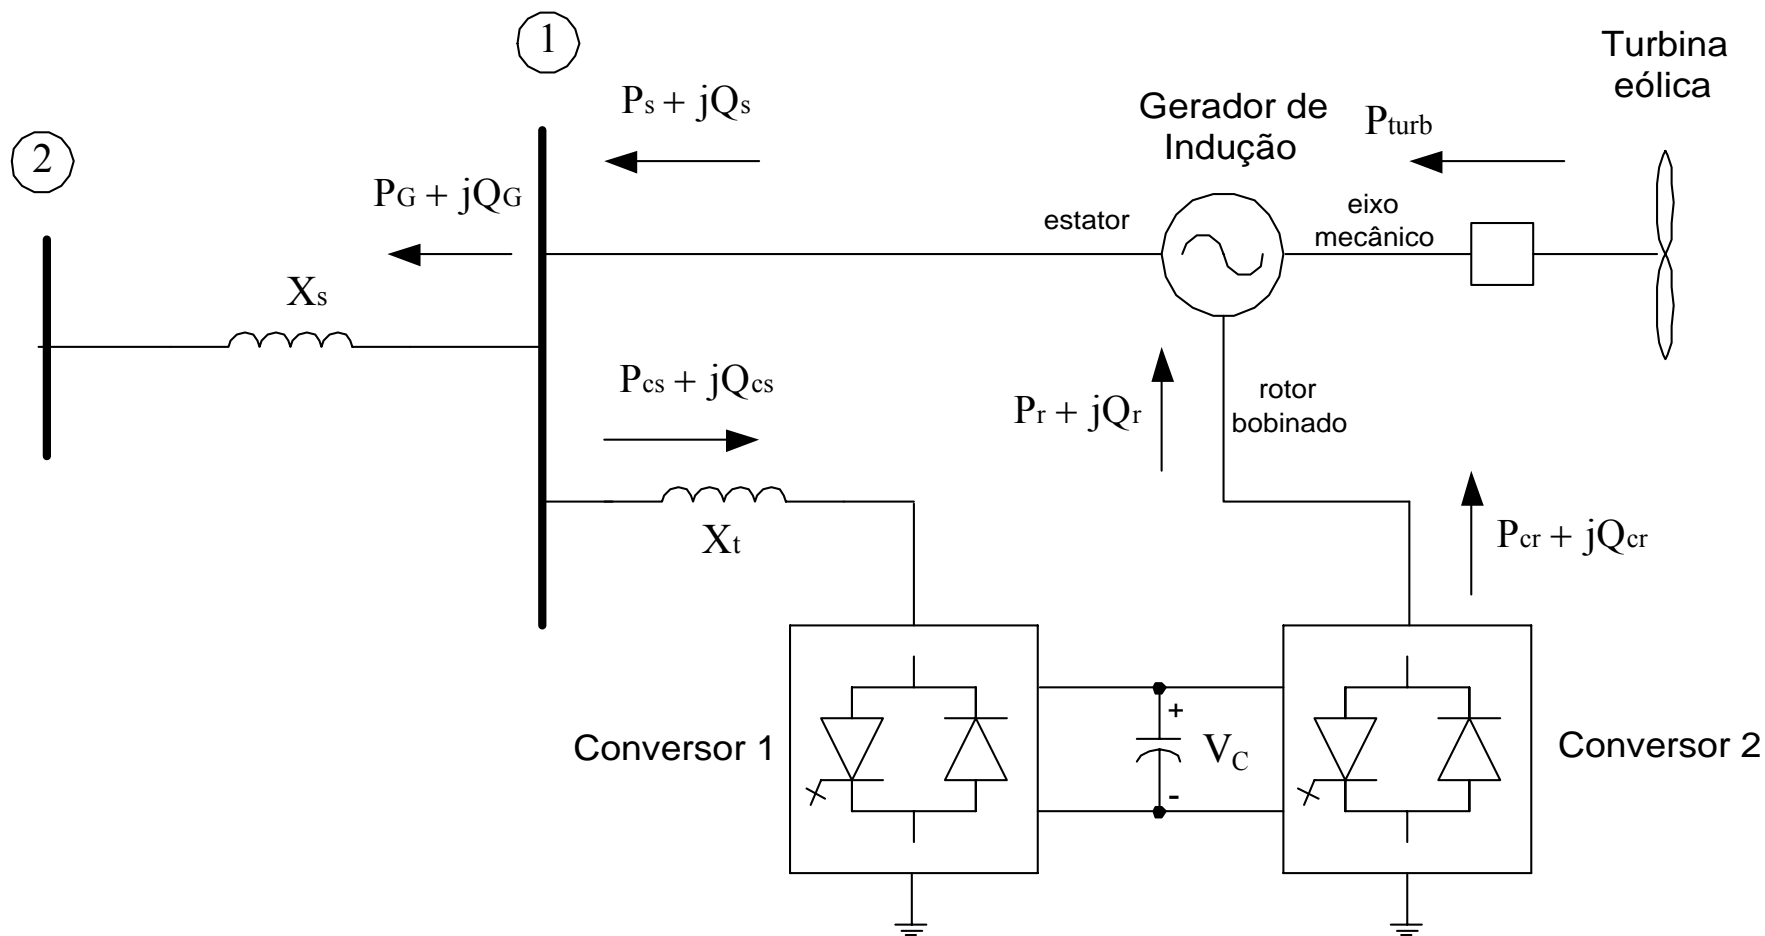 1
Turbina
eólica
Ps + jQs
Gerador de
Indução
Pturb
2
PG + jQG
estator
eixo
mecânico
Xs
Pcs + jQcs
Pr + jQr
rotor
bobinado
Xt
Pcr + jQcr
Conversor 1
+
VC
-
Conversor 2